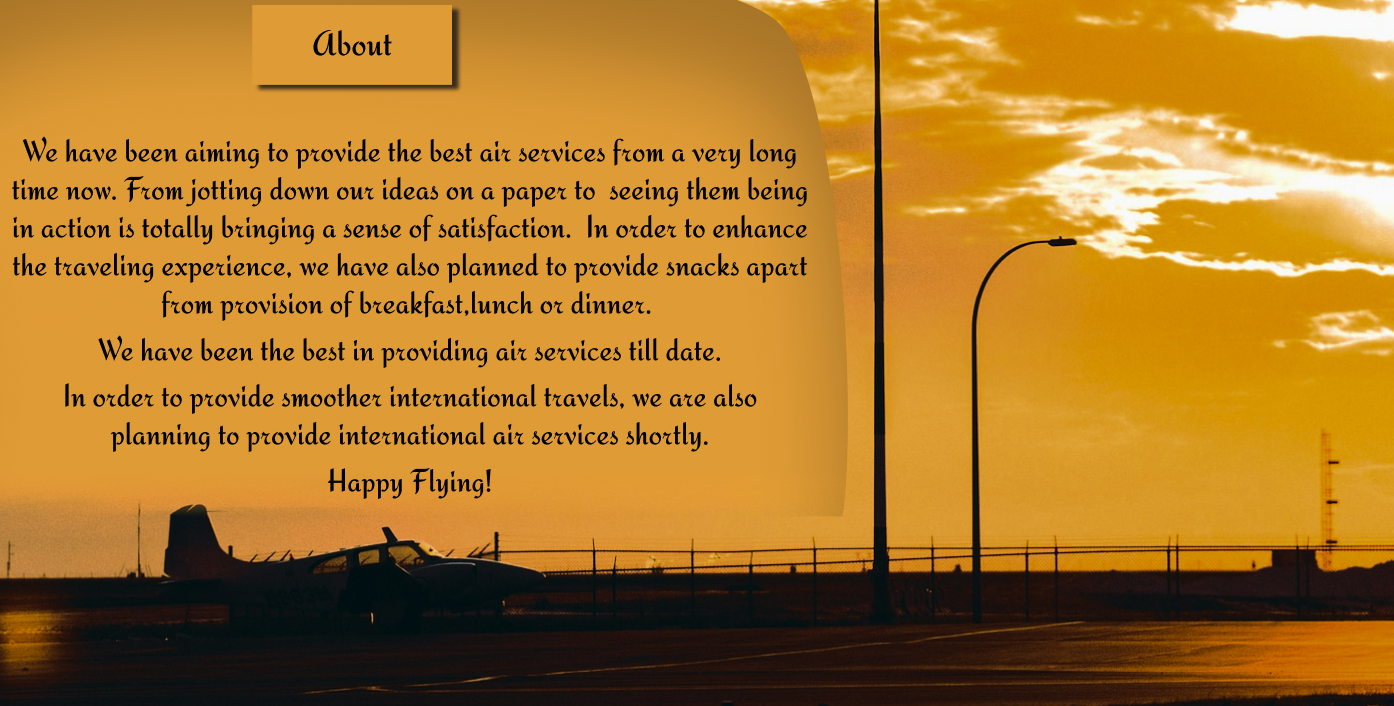 About
We have been aiming to provide the best air services from a very long
time now. From jotting down our ideas on a paper to  seeing them being
in action is totally bringing a sense of satisfaction.  In order to enhance
the traveling experience, we have also planned to provide snacks apart
from provision of breakfast,lunch or dinner.
We have been the best in providing air services till date.
In order to provide smoother international travels, we are also
planning to provide international air services shortly.
Happy Flying!